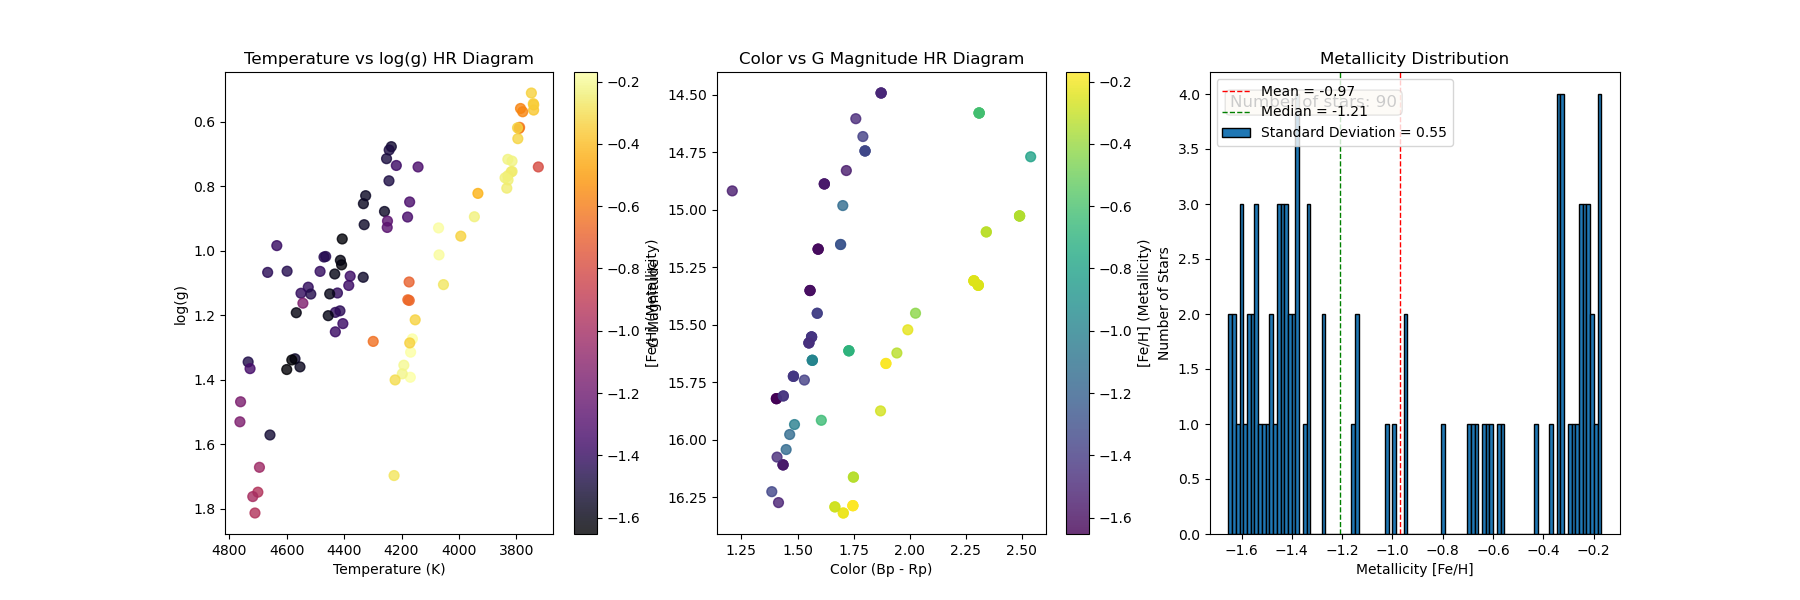 Temperature vs log(g) HR Diagram
log(g)
0.6
0.8
1.0
1.2
1.4
1.6
1.8
4800 4600 4400 4200 4000 3800
Temperature (K)
−0.2
−0.4
−0.6
−0.8
−1.0
−1.2
−1.4
−1.6
[Fe/H] (Metallicity)
Color vs G Magnitude HR Diagram
G Magnitude
14.50
14.75
15.00
15.25
15.50
15.75
16.00
16.25
1.25 1.50 1.75 2.00 2.25 2.50
Color (Bp - Rp)
−0.2
−0.4
−0.6
−0.8
−1.0
−1.2
−1.4
−1.6
[Fe/H] (Metallicity)
Metallicity Distribution
Number of Stars
4.0
3.5
3.0
2.5
2.0
1.5
1.0
0.5
0.0
Number of stars: 90
Mean = -0.97
Median = -1.21
Standard Deviation = 0.55
−1.6 −1.4 −1.2 −1.0 −0.8 −0.6 −0.4 −0.2
Metallicity [Fe/H]